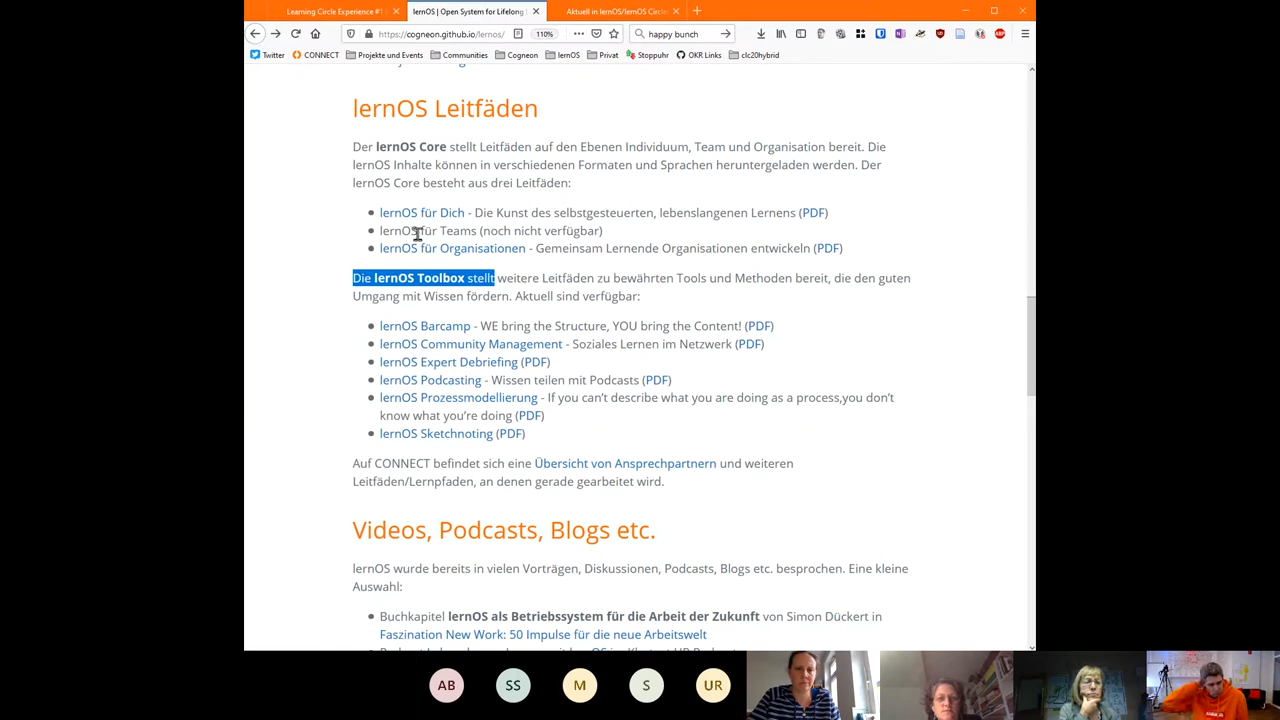 Learning Circle Experience #1
lernOS | Open System for Lifelong
Aktuell in lernOS/lernOS Circle
https://cogneon.github.io/lernos/
110%
happy bunch
Twitter CONNECT Projekte und Events Communities Cogneon lernOS Privat Stoppuhr OKR Links clc20hybrid
lernOS Leitfäden
Der lernOS Core stellt Leitfäden auf den Ebenen Individuum, Team und Organisation bereit. Die
lernOS Inhalte können in verschiedenen Formaten und Sprachen heruntergeladen werden. Der
lernOS Core besteht aus drei Leitfäden:
lernOS für Dich - Die Kunst des selbstgesteuerten, lebenslangenen Lernens (PDF)
lernOS für Teams (noch nicht verfügbar)
lernOS für Organisationen - Gemeinsam Lernende Organisationen entwickeln (PDF)
Die lernOS Toolbox stellt weitere Leitfäden zu bewährten Tools und Methoden bereit, die den guten
Umgang mit Wissen fördern. Aktuell sind verfügbar:
lernOS Barcamp - WE bring the Structure, YOU bring the Content! (PDF)
lernOS Community Management - Soziales Lernen im Netzwerk (PDF)
lernOS Expert Debriefing (PDF)
lernOS Podcasting - Wissen teilen mit Podcasts (PDF)
lernOS Prozessmodellierung - If you can't describe what you are doing as a process,you don't
know what you're doing (PDF)
lernOS Sketchnoting (PDF)
Auf CONNECT befindet sich eine Übersicht von Ansprechpartnern und weiteren
Leitfäden/Lernpfaden, an denen gerade gearbeitet wird.
Videos, Podcasts, Blogs etc.
lernOS wurde bereits in vielen Vorträgen, Diskussionen, Podcasts, Blogs etc. besprochen. Eine kleine
Auswahl:
Buchkapitel lernOS als Betriebssystem für die Arbeit der Zukunft von Simon Dückert in
Faszination New Work: 50 Impulse für die neue Arbeitswelt
AB SS M S UR